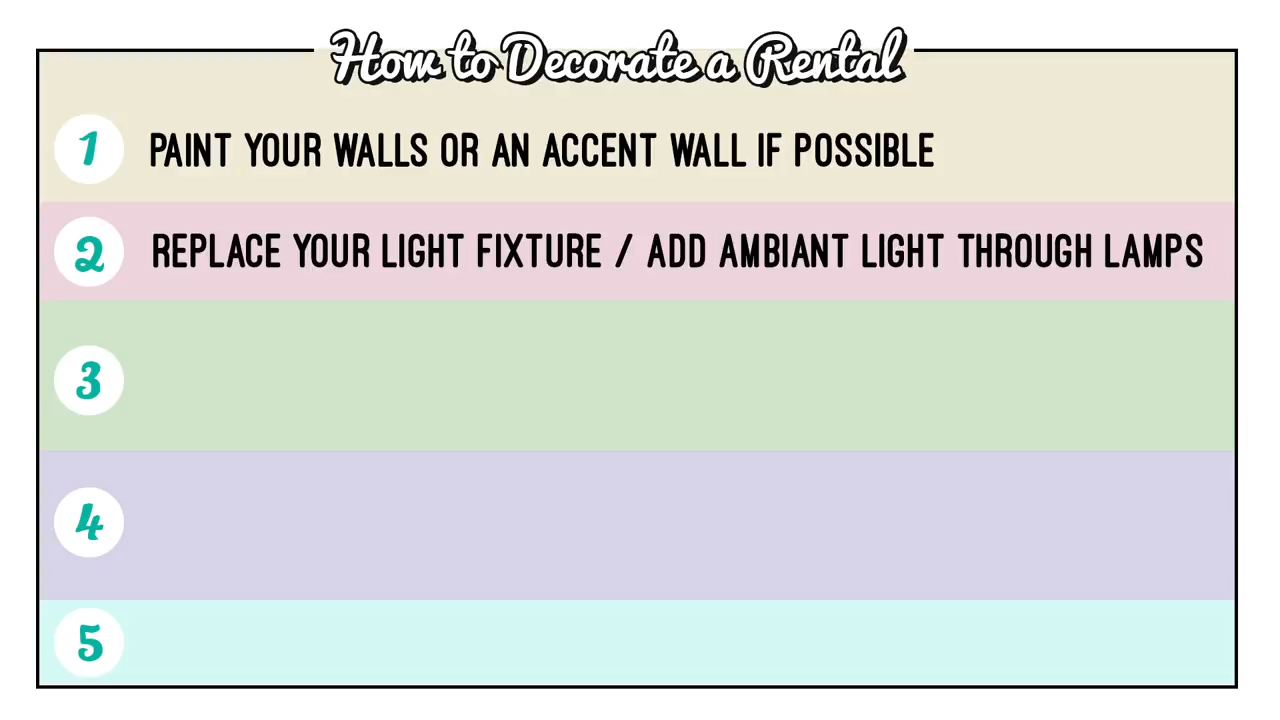 How to Decorate a Rental
1 PAINT YOUR WALLS OR AN ACCENT WALL IF POSSIBLE
2 REPLACE YOUR LIGHT FIXTURE / ADD AMBIANT LIGHT THROUGH LAMPS
3
4
5